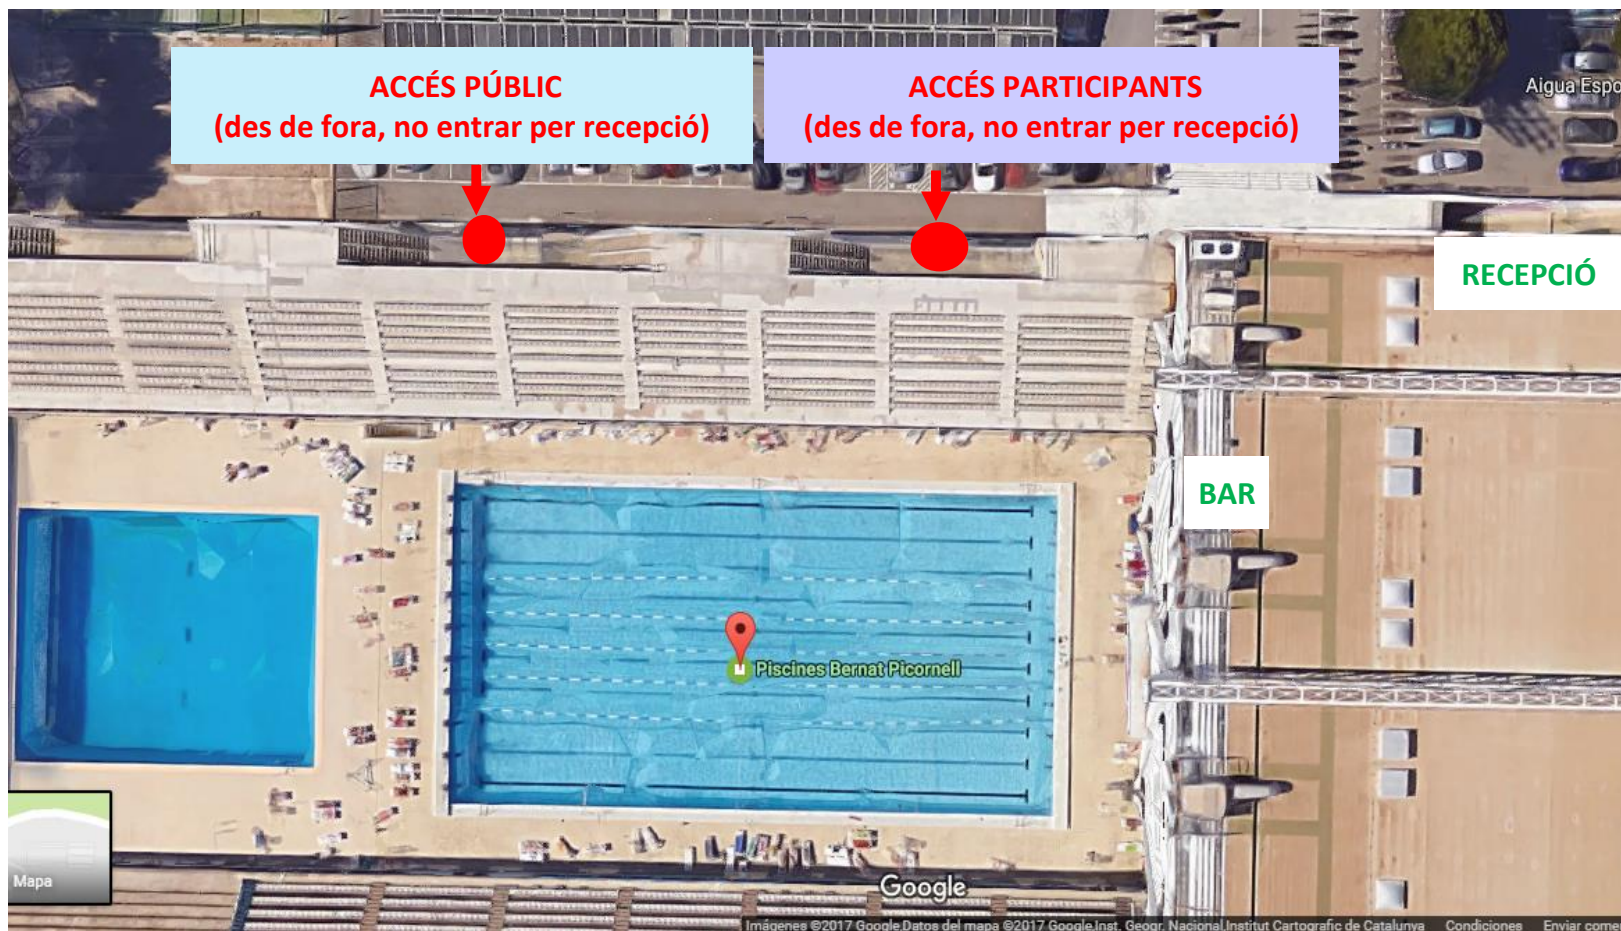 ACCÉS PÚBLIC
(des de fora, no entrar per recepció)
ACCÉS PARTICIPANTS
(des de fora, no entrar per recepció)
Aigua Espo
RECEPCIÓ
BAR
Piscines Bernat Picornell
Mapa
Google
Imágenes ©2017 Google,Datos del mapa ©2017 Google,Inst. Geogr. Nacional,Institut Cartogràfic de Catalunya Condiciones Enviar come